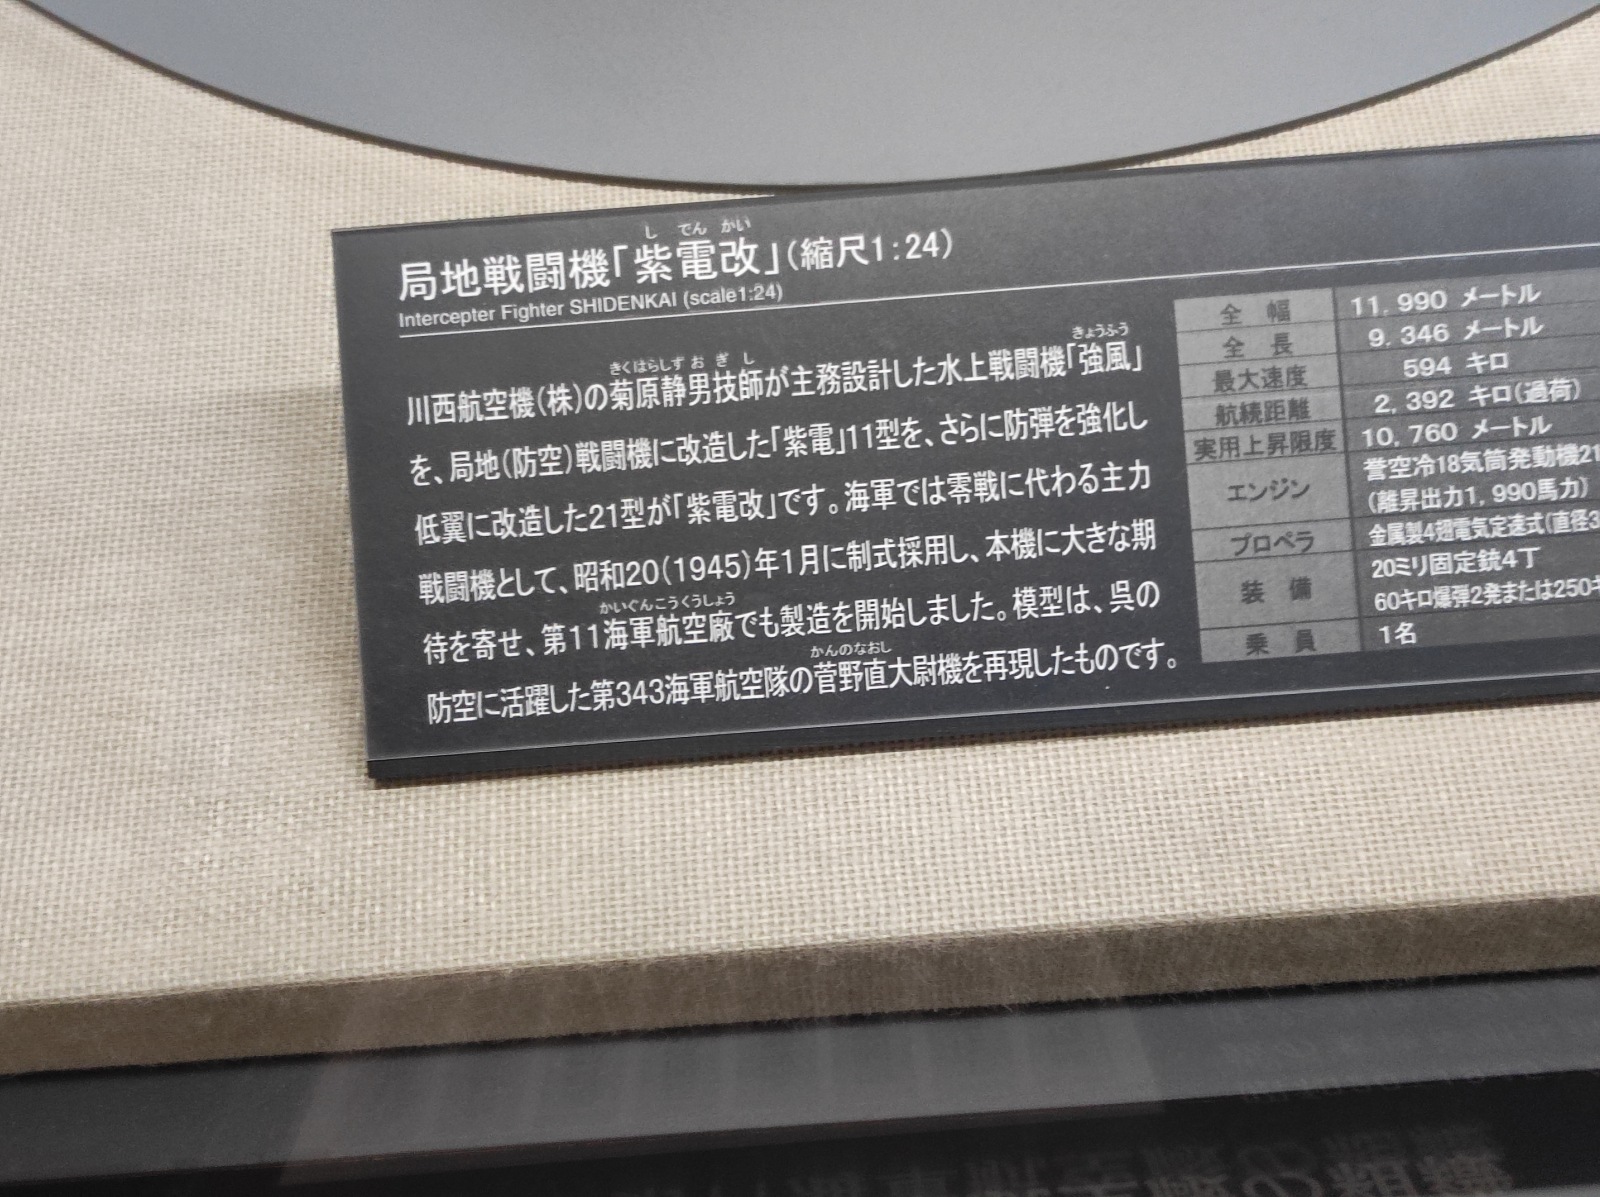 し でん かい
局地戦闘機「紫電改」(縮尺1:24)
Intercepter Fighter SHIDENKAI (scale1:24)
きくはらしず お ぎ し
きょうふう
川西航空機(株)の菊原静男技師が主務設計した水上戦闘機「強風」
を、局地(防空)戦闘機に改造した「紫電」11型を、さらに防弾を強化し
低翼に改造した21型が「紫電改」です。海軍では零戦に代わる主力
戦闘機として、昭和20(1945)年1月に制式採用し、本機に大きな期
かいぐんこうくうしょう
待を寄せ、第11海軍航空廠でも製造を開始しました。模型は、呉の
かんのなおし
防空に活躍した第343海軍航空隊の菅野直大尉機を再現したものです。
全 幅 11,990 メートル
全 長 9.346 メートル
最大速度 594 キロ
航続距離 2,392 キロ(過荷)
実用上昇限度 10,760 メートル
エンジン 誉空冷18気筒発動機21
(離昇出力1,990馬力)
プロペラ 金属製4翅電気定速式(直径3
装 備 20ミリ固定銃4丁
60キロ爆弾2発または250キ
乗 員 1名